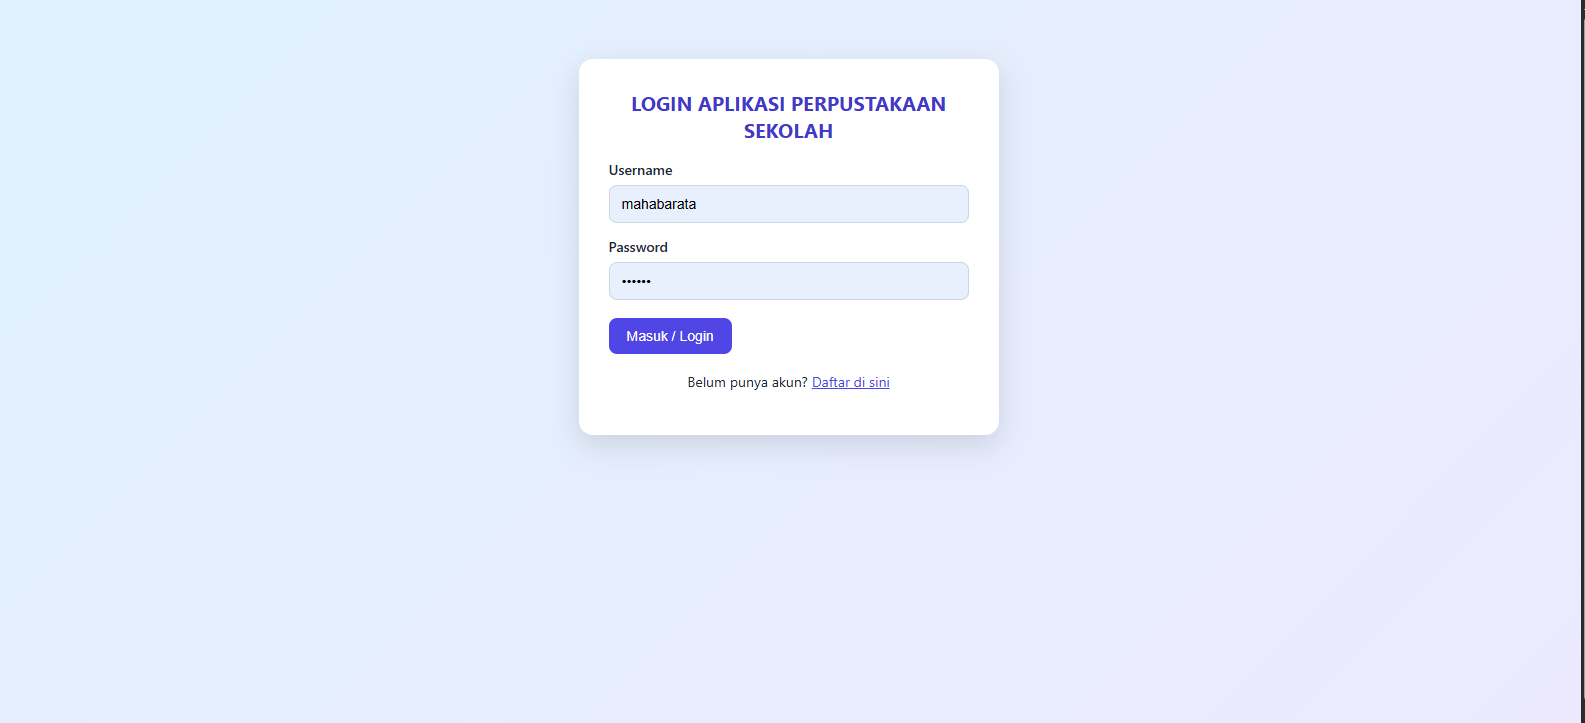 LOGIN APLIKASI PERPUSTAKAAN
SEKOLAH
Username
mahabarata
Password
••••••
Masuk / Login
Belum punya akun? Daftar di sini